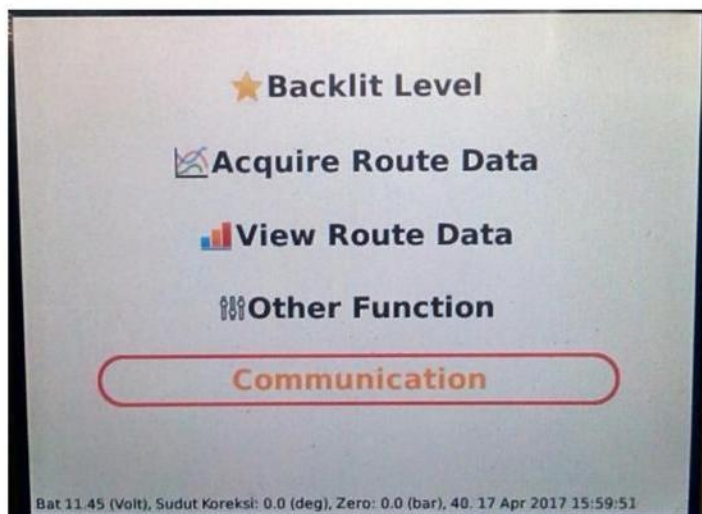 Backlit Level
Acquire Route Data
View Route Data
Other Function
Communication
Bat 11.45 (Volt), Sudut Koreksi: 0.0 (deg), Zero: 0.0 (bar), 40. 17 Apr 2017 15:59:51